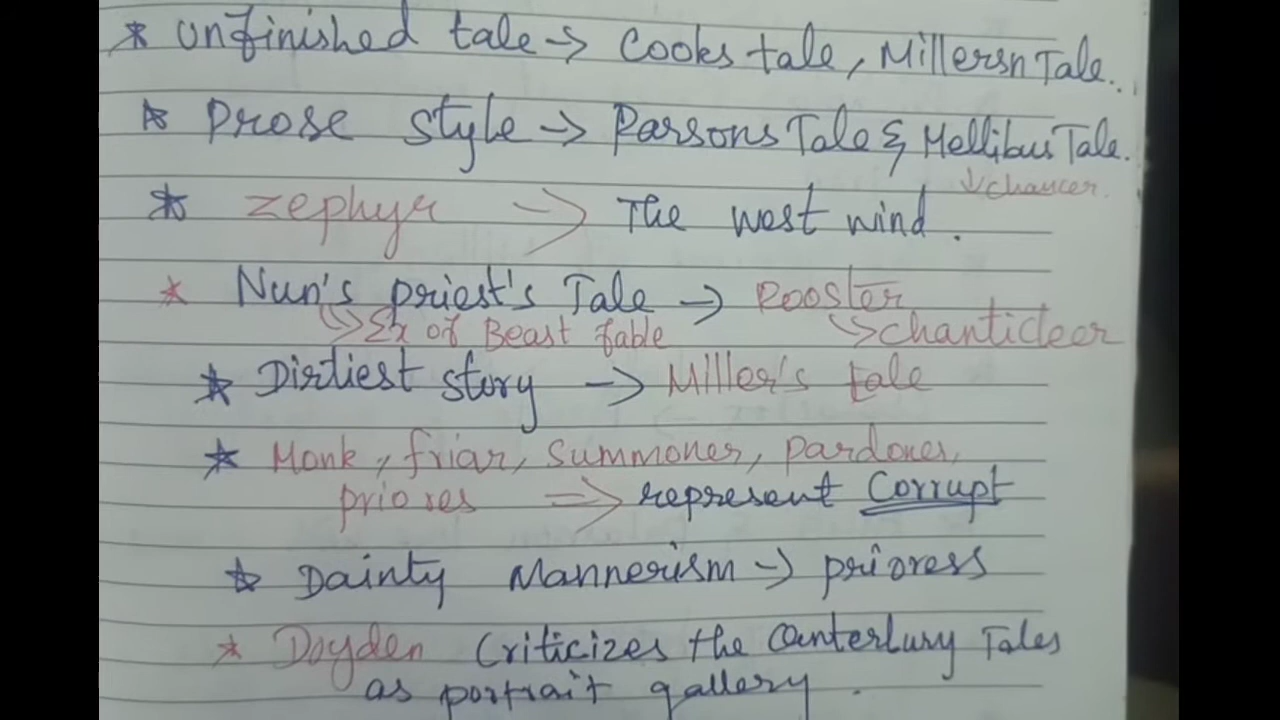 * Unfinished tale → Cooks tale, Millersn Tale..
* Prose style → Parsons Tale & Mellibus Tale.
↓chaucer.
* Zephyr → The west wind.
* Nun's priest's Tale → Rooster
↳ Ex of Beast fable ↳ chanticleer
* Dirtiest story → Miller's tale
* Monk, friar, summoner, pardoner,
priores ⇒ represent Corrupt
* Dainty Mannerism → prioress
* Dryden Criticizes the Canterbury Tales
as portrait gallery.